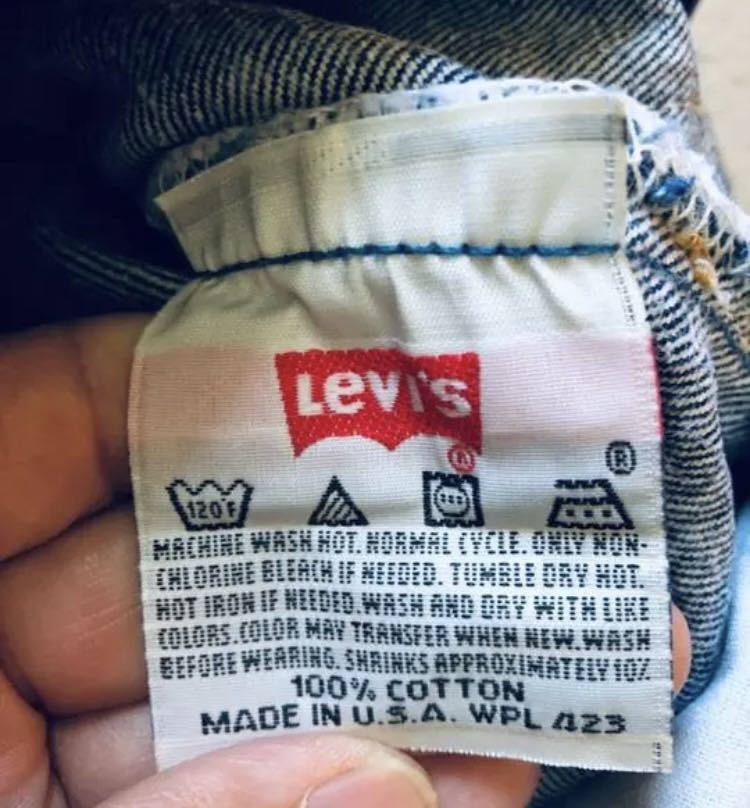 LEVI'S
®
®
120°F
MACHINE WASH HOT. NORMAL CYCLE. ONLY NON-
CHLORINE BLEACH IF NEEDED. TUMBLE DRY HOT.
HOT IRON IF NEEDED. WASH AND DRY WITH LIKE
COLORS. COLOR MAY TRANSFER WHEN NEW. WASH
BEFORE WEARING. SHRINKS APPROXIMATELY 10%
100% COTTON
MADE IN U.S.A. WPL 423